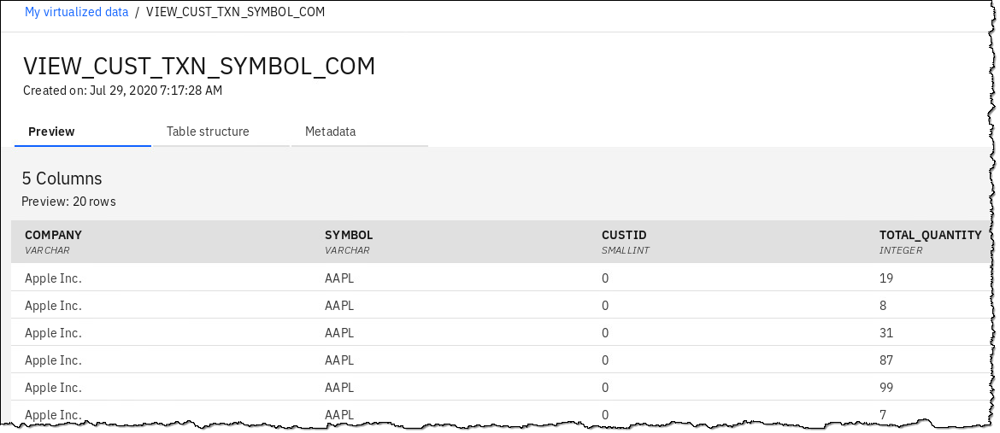 My virtualized data / VIEW_CUST_TXN_SYMBOL_COM
VIEW_CUST_TXN_SYMBOL_COM
Created on: Jul 29, 2020 7:17:28 AM
Preview Table structure Metadata
5 Columns
Preview: 20 rows
COMPANY SYMBOL CUSTID TOTAL_QUANTITY
VARCHAR VARCHAR SMALLINT INTEGER
Apple Inc. AAPL 0 19
Apple Inc. AAPL 0 8
Apple Inc. AAPL 0 31
Apple Inc. AAPL 0 87
Apple Inc. AAPL 0 99
Apple Inc. AAPL 0 7